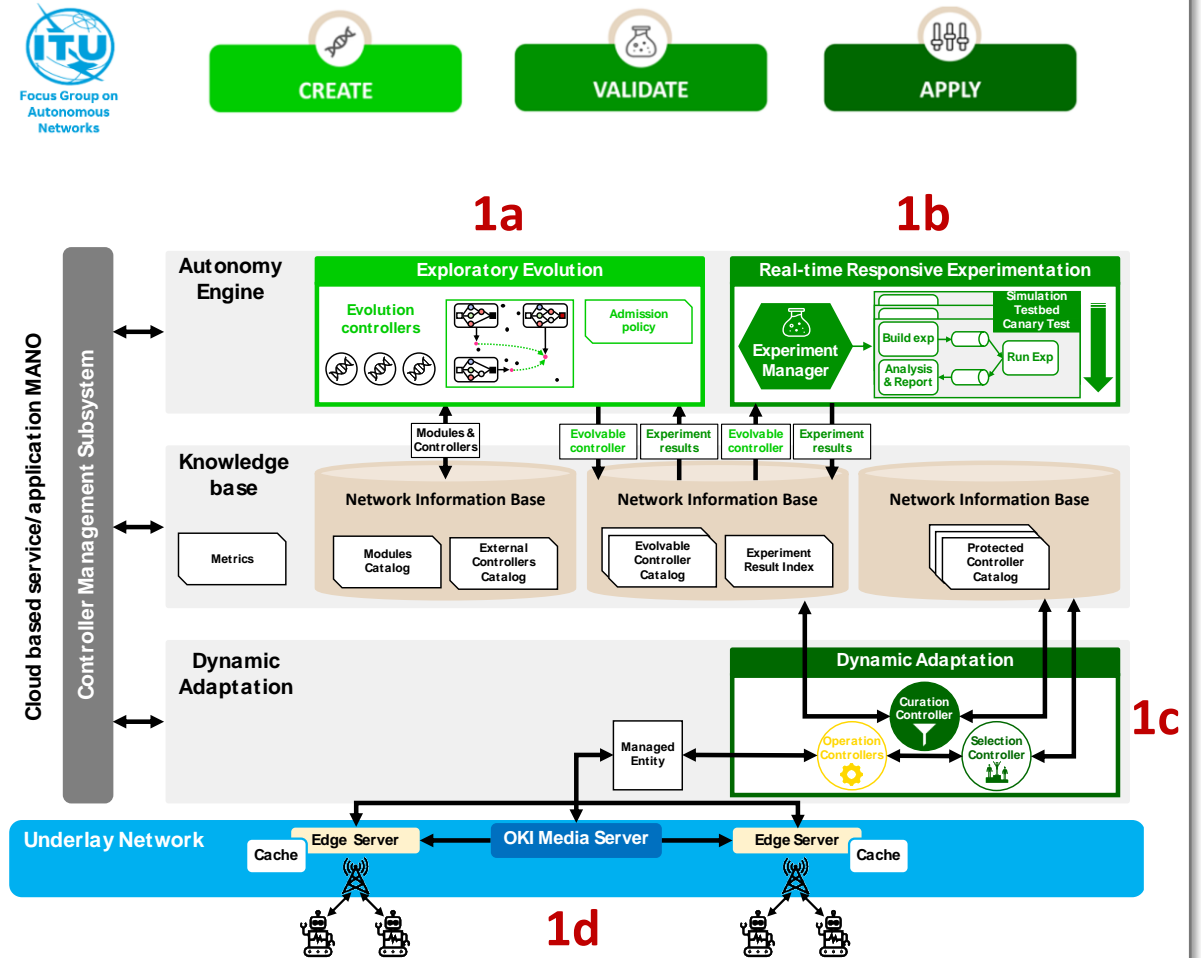 ITU
Focus Group on
Autonomous
Networks
CREATE
VALIDATE
APPLY
1a
1b
Cloud based service/ application MANO
Controller Management Subsystem
Autonomy
Engine
Exploratory Evolution
Evolution
controllers
Admission
policy
Real-time Responsive Experimentation
Experiment
Manager
Simulation
Testbed
Canary Test
Build exp
Run Exp
Analysis
& Report
Modules &
Controllers
Evolvable
controller
Experiment
results
Evolvable
controller
Experiment
results
Knowledge
base
Metrics
Network Information Base
Modules
Catalog
External
Controllers
Catalog
Network Information Base
Evolvable
Controller
Catalog
Experiment
Result Index
Network Information Base
Protected
Controller
Catalog
Dynamic
Adaptation
Dynamic Adaptation
Curation
Controller
Operation
Controllers
Selection
Controller
1c
Managed
Entity
Underlay Network
Edge Server
Cache
OKI Media Server
Edge Server
Cache
1d